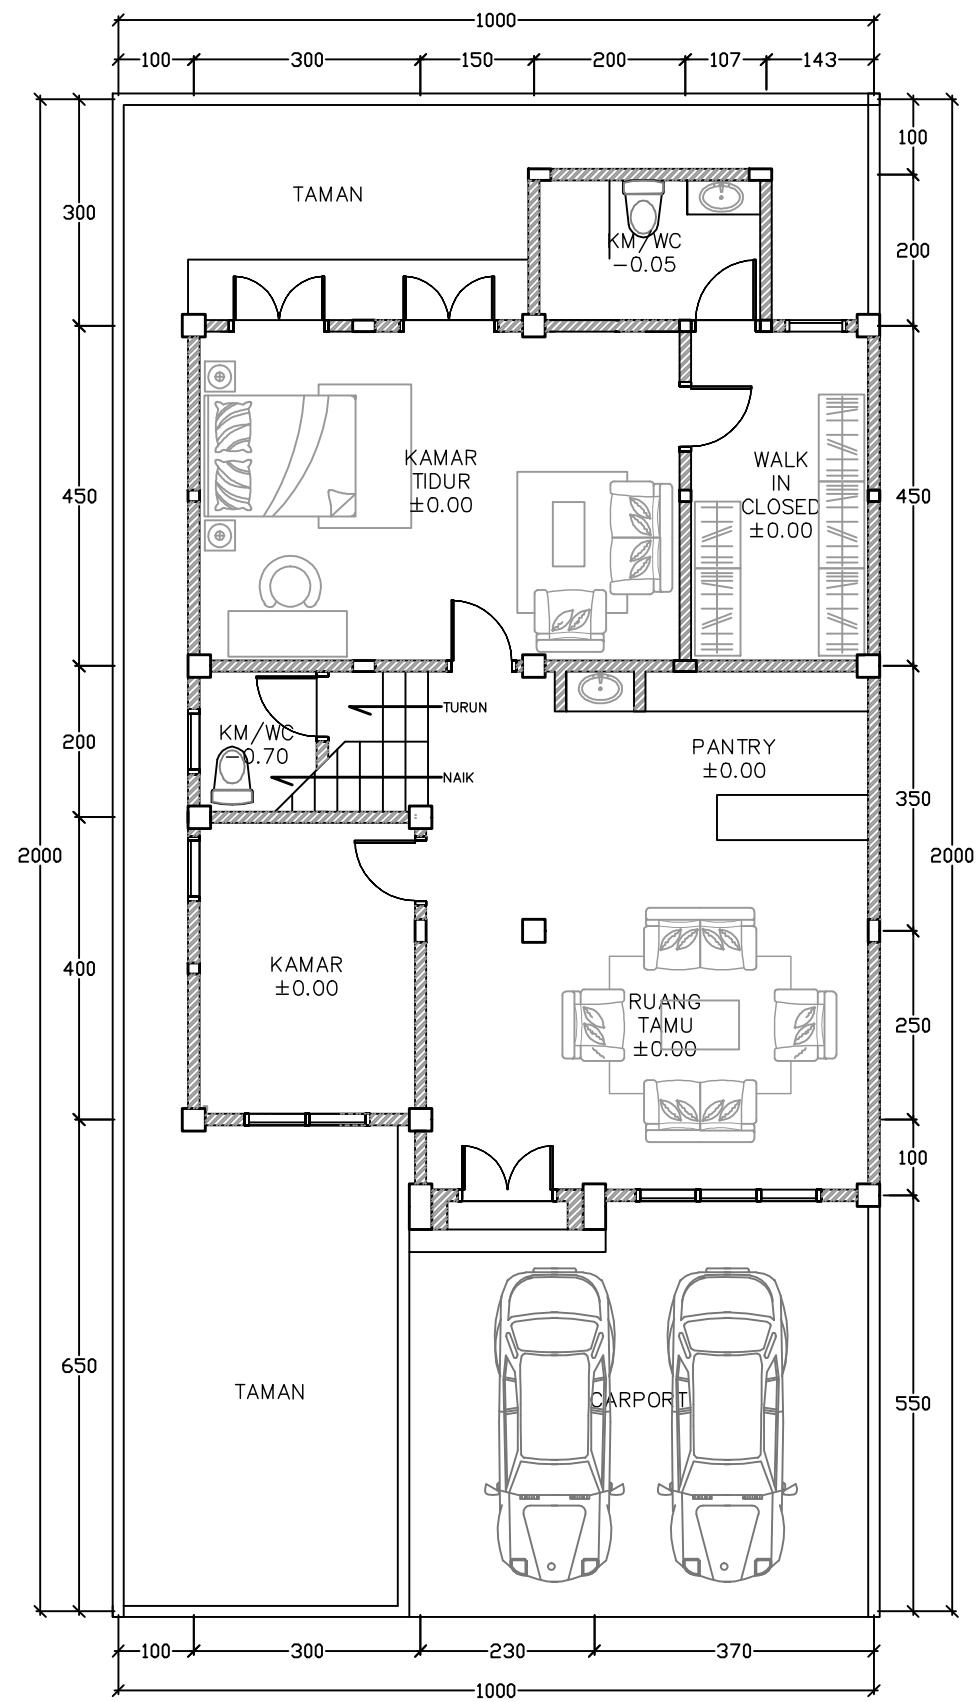 1000
100 300 150 200 107 143
100
TAMAN
300
KM/WC
-0.05
200
KAMAR
TIDUR
±0.00
WALK
IN
CLOSED
±0.00
450
450
TURUN
KM/WC
-0.70
200
NAIK
PANTRY
±0.00
350
2000
2000
KAMAR
±0.00
400
RUANG
TAMU
±0.00
250
100
650
TAMAN
CARPORT
550
100 300 230 370
1000